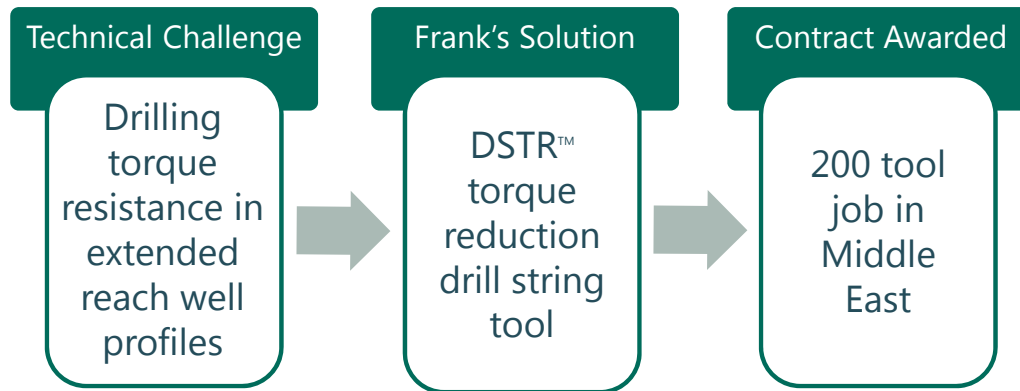 Technical Challenge
Drilling
torque
resistance in
extended
reach well
profiles
Frank’s Solution
DSTR™
torque
reduction
drill string
tool
Contract Awarded
200 tool
job in
Middle
East